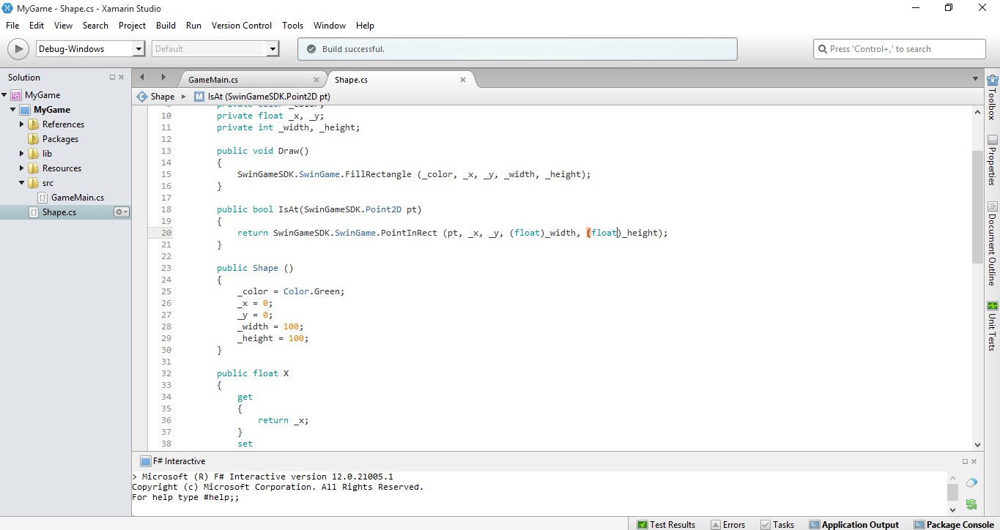 MyGame - Shape.cs - Xamarin Studio
File Edit View Search Project Build Run Version Control Tools Window Help
Debug-Windows Default Build successful. Press 'Control+,' to search
Solution
MyGame
MyGame
References
Packages
lib
Resources
src
GameMain.cs
Shape.cs
GameMain.cs Shape.cs
Shape IsAt (SwinGameSDK.Point2D pt)
9 private Color _color;
10 private float _x, _y;
11 private int _width, _height;
12
13 public void Draw()
14 {
15 SwinGameSDK.SwinGame.FillRectangle (_color, _x, _y, _width, _height);
16 }
17
18 public bool IsAt(SwinGameSDK.Point2D pt)
19 {
20 return SwinGameSDK.SwinGame.PointInRect (pt, _x, _y, (float)_width, (float)_height);
21 }
22
23 public Shape ()
24 {
25 _color = Color.Green;
26 _x = 0;
27 _y = 0;
28 _width = 100;
29 _height = 100;
30 }
31
32 public float X
33 {
34 get
35 {
36 return _x;
37 }
38 set
Toolbox
Properties
Document Outline
Unit Tests
F# Interactive
> Microsoft (R) F# Interactive version 12.0.21005.1
Copyright (c) Microsoft Corporation. All Rights Reserved.
For help type #help;;
Test Results Errors Tasks Application Output Package Console